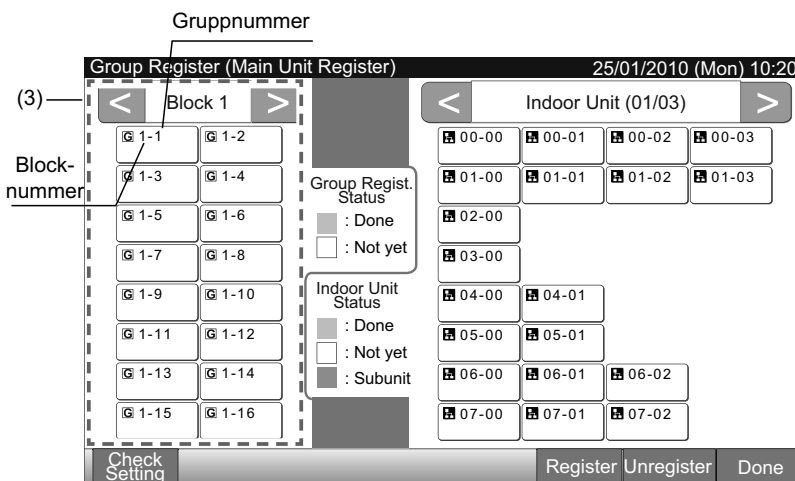 Gruppnummer
Group Register (Main Unit Register) 25/01/2010 (Mon) 10:20
(3)
< Block 1 >
G 1-1 G 1-2
Block-
nummer
G 1-3 G 1-4
G 1-5 G 1-6
G 1-7 G 1-8
G 1-9 G 1-10
G 1-11 G 1-12
G 1-13 G 1-14
G 1-15 G 1-16
Group Regist.
Status
: Done
: Not yet
Indoor Unit
Status
: Done
: Not yet
: Subunit
< Indoor Unit (01/03) >
00-00 00-01 00-02 00-03
01-00 01-01 01-02 01-03
02-00
03-00
04-00 04-01
05-00 05-01
06-00 06-01 06-02
07-00 07-01 07-02
Check
Setting
Register Unregister Done